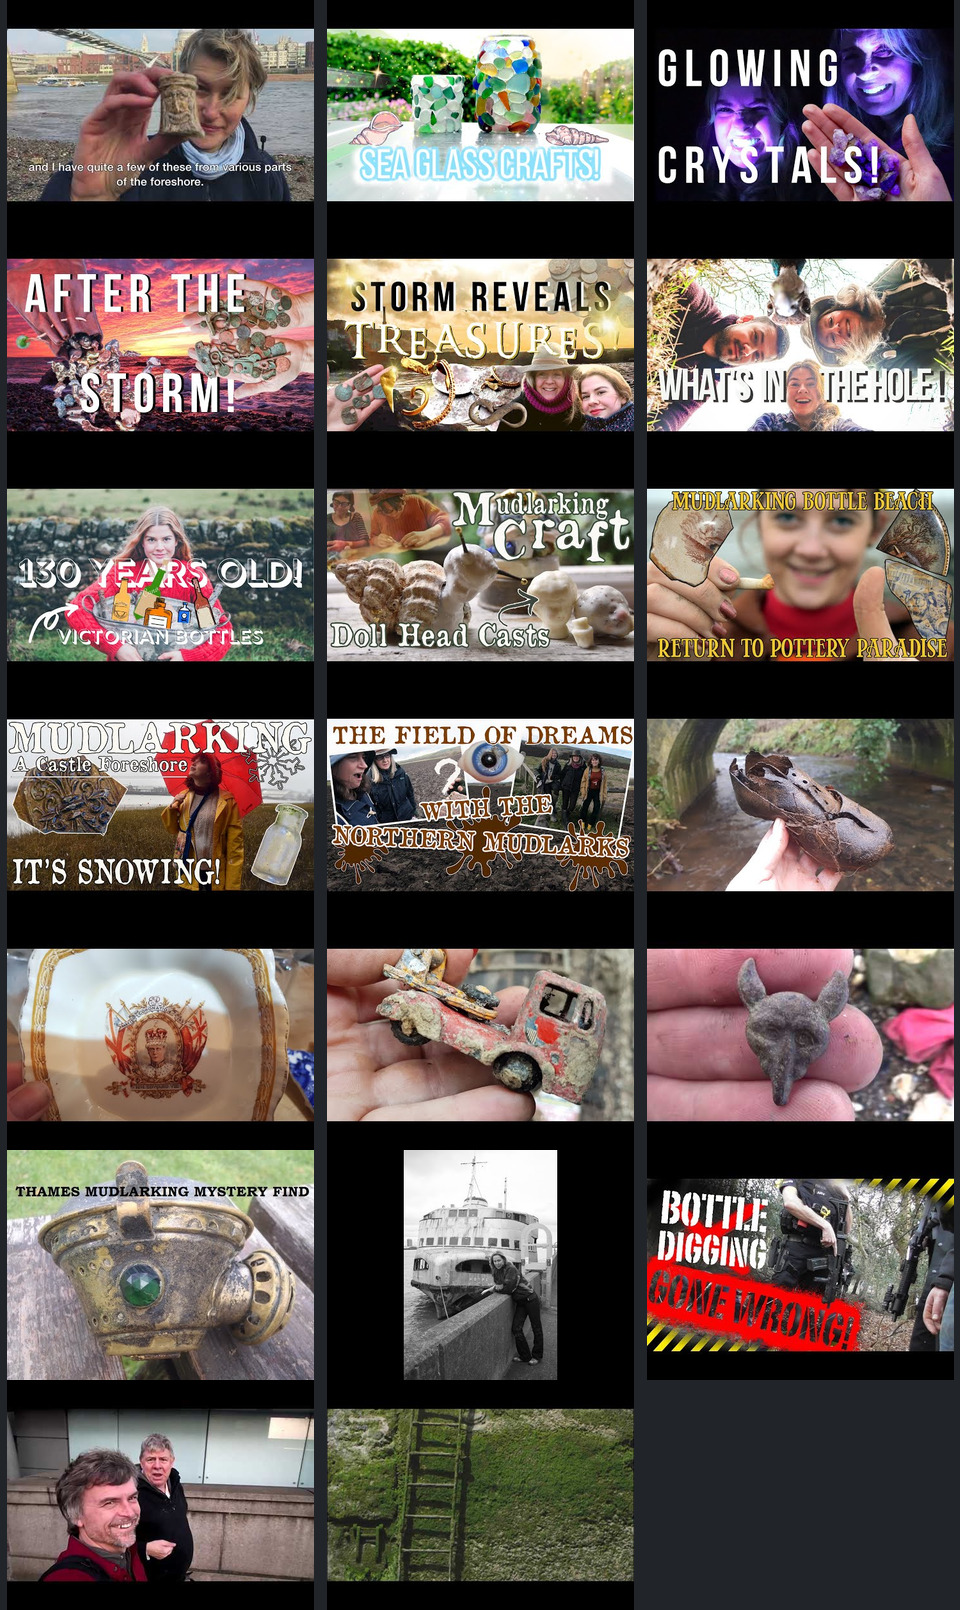 and I have quite a few of these from various parts
of the foreshore.
SEA GLASS CRAFTS!
GLOWING
CRYSTALS!
AFTER THE
STORM!
STORM REVEALS
TREASURES
WHAT'S IN THE HOLE!
130 YEARS OLD!
VICTORIAN BOTTLES
Mudlarking
Craft
Doll Head Casts
MUDLARKING BOTTLE BEACH
RETURN TO POTTERY PARADISE
MUDLARKING
A Castle Foreshore
IT'S SNOWING!
THE FIELD OF DREAMS
?
WITH THE
NORTHERN MUDLARKS
THAMES MUDLARKING MYSTERY FIND
BOTTLE
DIGGING
GONE WRONG!